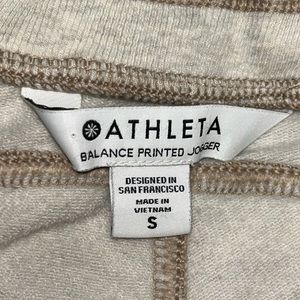 ATHLETA
BALANCE PRINTED JOGGER
DESIGNED IN
SAN FRANCISCO
MADE IN
VIETNAM
S